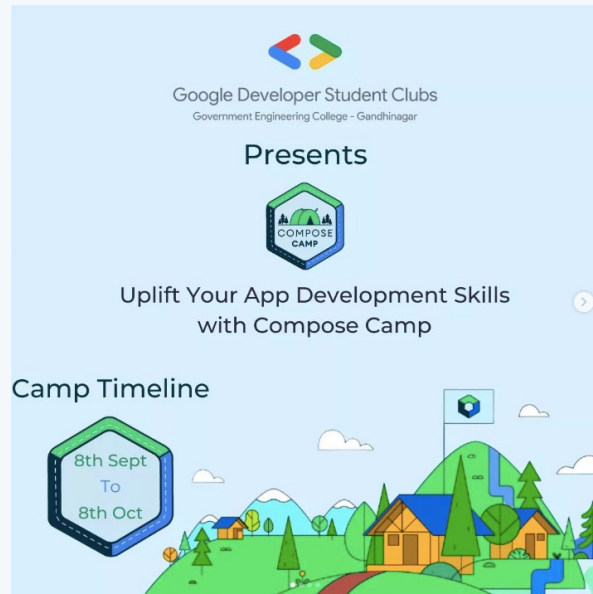 Google Developer Student Clubs
Government Engineering College - Gandhinagar
Presents
COMPOSE
CAMP
Uplift Your App Development Skills
with Compose Camp
Camp Timeline
8th Sept
To
8th Oct